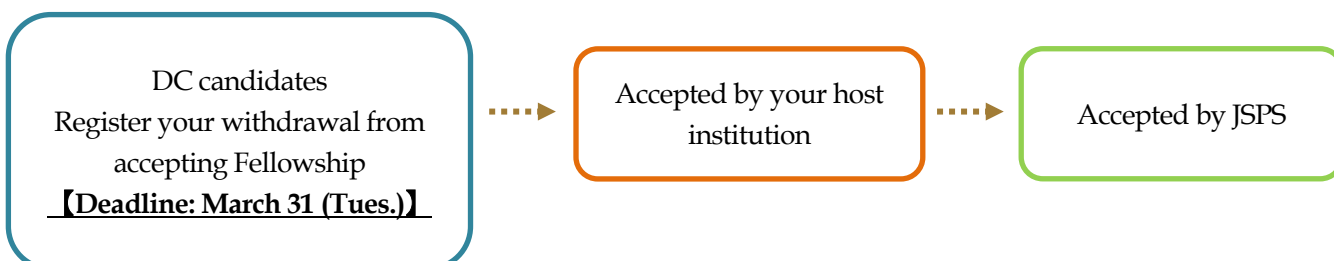 DC candidates
Register your withdrawal from
accepting Fellowship
【Deadline: March 31 (Tues.)】
Accepted by your host
institution
Accepted by JSPS